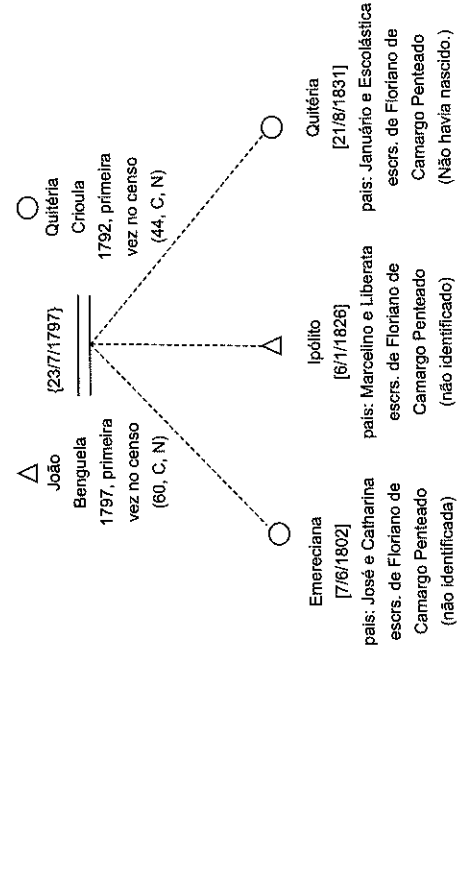 João
Benguela
1797, primeira
vez no censo
(60, C, N)
{23/7/1797}
Quitéria
Crioula
1792, primeira
vez no censo
(44, C, N)
Emereciana
[7/6/1802]
pais: José e Catharina
escrs. de Floriano de
Camargo Penteado
(não identificada)
Ipólito
[6/1/1826]
pais: Marcelino e Liberata
escrs. de Floriano de
Camargo Penteado
(não identificado)
Quitéria
[21/8/1831]
pais: Januário e Escolástica
escrs. de Floriano de
Camargo Penteado
(Não havia nascido.)